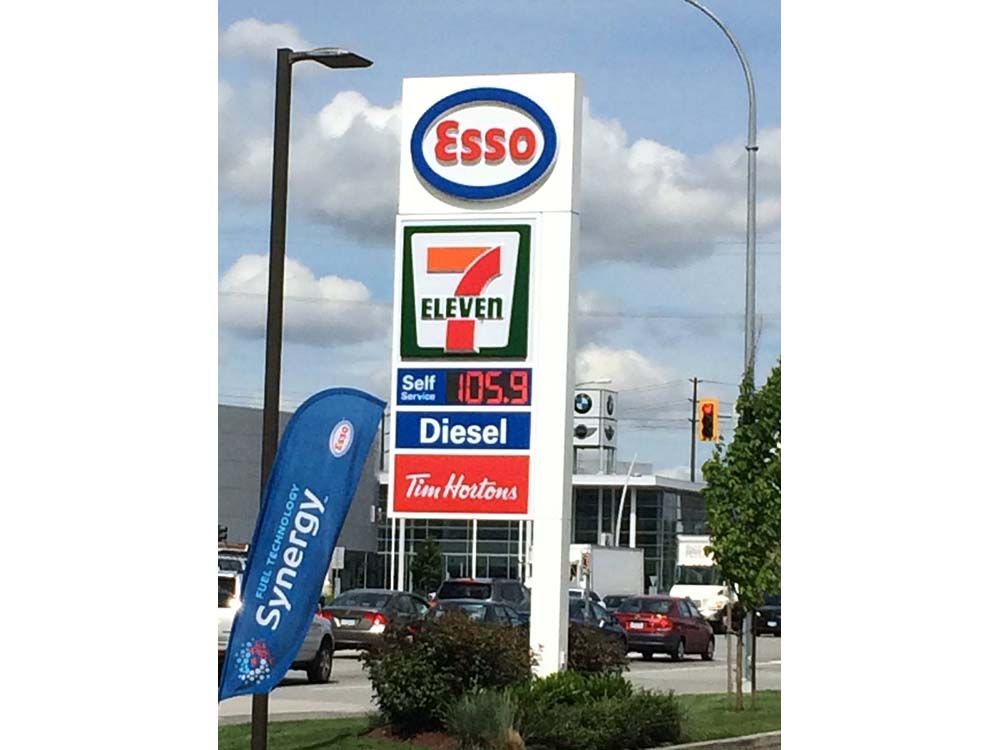 Esso
7
ELEVEn
Self
Service
105.9
Diesel
Tim Hortons
Esso
FUEL TECHNOLOGY
Synergy